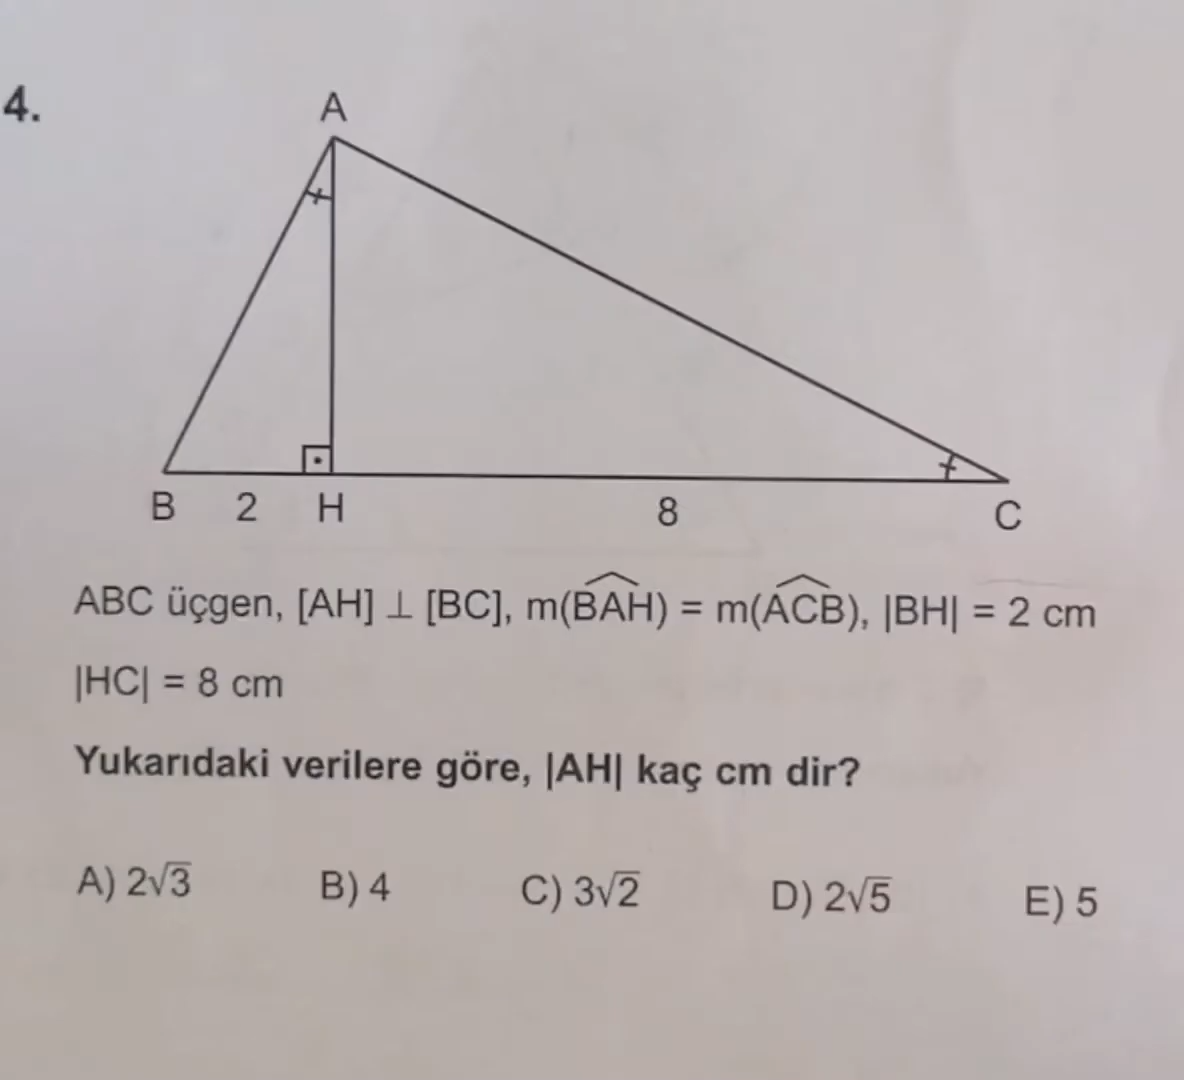 4.
A
B 2 H 8 C
ABC üçgen, [AH] ⊥ [BC], m(BAH) = m(ACB), |BH| = 2 cm
|HC| = 8 cm
Yukarıdaki verilere göre, |AH| kaç cm dir?
A) 2√3 B) 4 C) 3√2 D) 2√5 E) 5